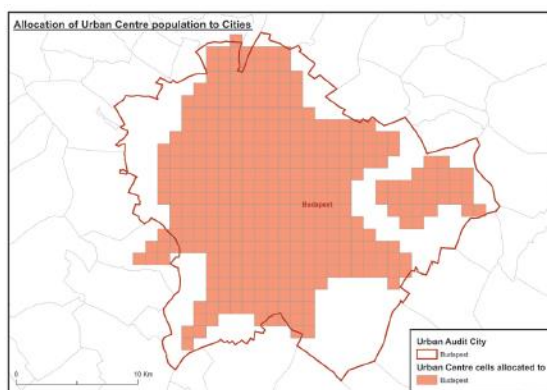 Allocation of Urban Centre population to Cities
Budapest
Urban Audit City
Budapest
Urban Centre cells allocated to
Budapest
0
10 Km